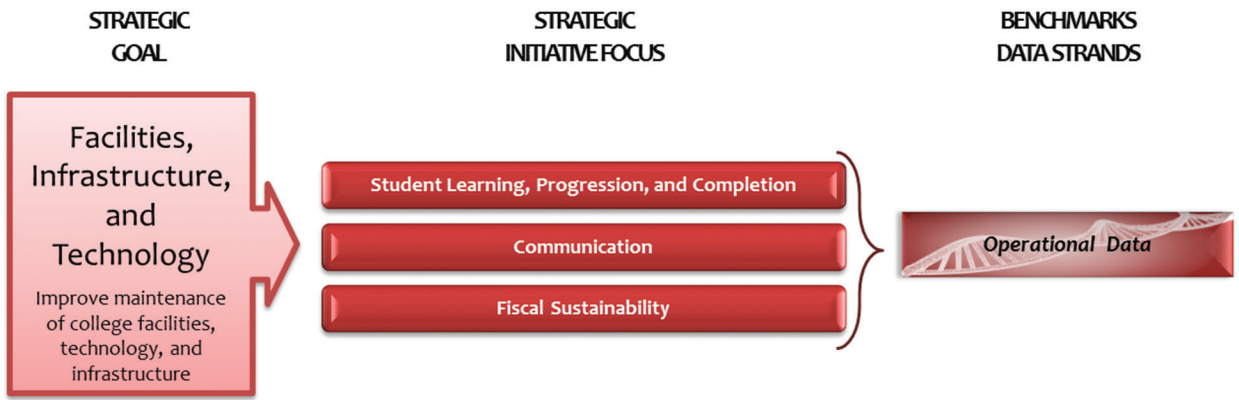 STRATEGIC
GOAL
STRATEGIC
INITIATIVE FOCUS
BENCHMARKS
DATA STRANDS
Facilities,
Infrastructure,
and
Technology
Improve maintenance
of college facilities,
technology, and
infrastructure
Student Learning, Progression, and Completion
Communication
Fiscal Sustainability
Operational Data